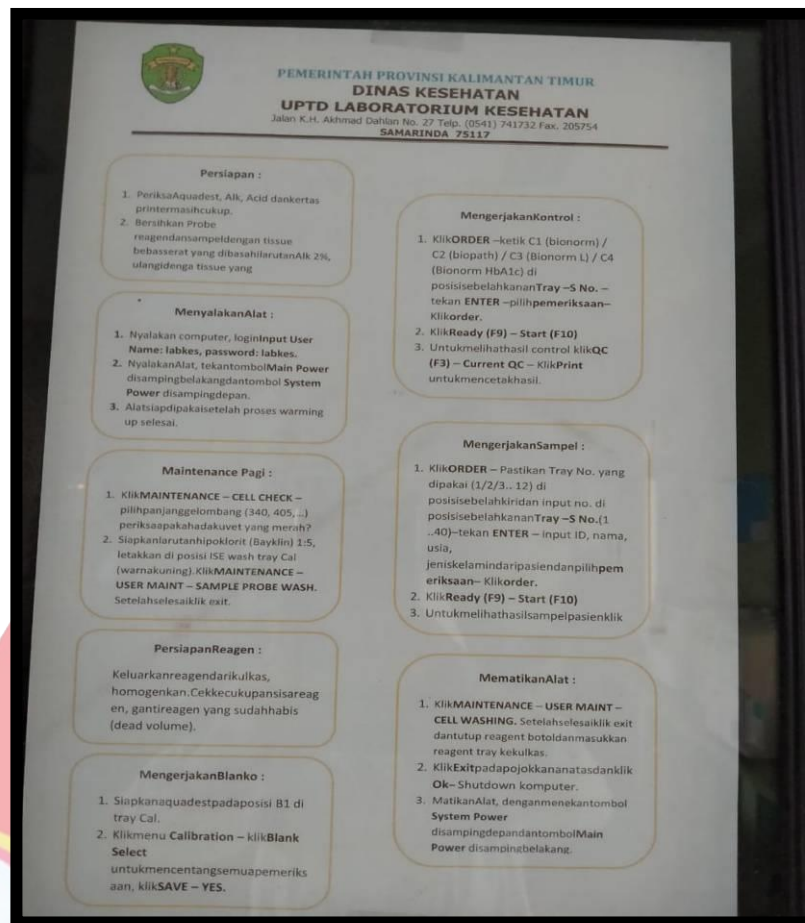 PEMERINTAH PROVINSI KALIMANTAN TIMUR
DINAS KESEHATAN
UPTD LABORATORIUM KESEHATAN
Jalan K.H. Akhmad Dahlan No. 27 Telp. (0541) 741732 Fax. 205754
SAMARINDA 75117
Persiapan :
1. PeriksaAquadest, Alk, Acid dankertas
printermasihcukup.
2. Bersihkan Probe
reagendansampeldengan tissue
bebasserat yang dibasahilarutanAlk 2%,
ulangidenga tissue yang
MenyalakanAlat :
1. Nyalakan computer, loginInput User
Name: labkes, password: labkes.
2. NyalakanAlat, tekantombolMain Power
disampingbelakangdantombol System
Power disampingdepan.
3. Alatsiapdipakaisetelah proses warming
up selesai.
Maintenance Pagi :
1. KlikMAINTENANCE – CELL CHECK –
pilihpanjanggelombang (340, 405,…)
periksaapakahadakuvet yang merah?
2. Siapkanlarutanhipoklorit (Bayklin) 1:5,
letakkan di posisi ISE wash tray Cal
(warnakuning).KlikMAINTENANCE –
USER MAINT – SAMPLE PROBE WASH.
Setelahselesaiklik exit.
PersiapanReagen :
Keluarkanreagendarikulkas,
homogenkan.Cekkecukupansisareag
en, gantireagen yang sudahhabis
(dead volume).
MengerjakanBlanko :
1. Siapkanaquadestpadaposisi B1 di
tray Cal.
2. Klikmenu Calibration – klikBlank
Select
untukmencentangsemuapemeriks
aan, klikSAVE – YES.
MengerjakanKontrol :
1. KlikORDER –ketik C1 (bionorm) /
C2 (biopath) / C3 (Bionorm L) / C4
(Bionorm HbA1c) di
posisisebelahkananTray –S No. –
tekan ENTER –pilihpemeriksaan–
Klikorder.
2. KlikReady (F9) – Start (F10)
3. Untukmelihathasil control klikQC
(F3) – Current QC – KlikPrint
untukmencetakhasil.
MengerjakanSampel :
1. KlikORDER – Pastikan Tray No. yang
dipakai (1/2/3.. 12) di
posisisebelahkiridan input no. di
posisisebelahkananTray –S No.(1
..40)–tekan ENTER – input ID, nama,
usia,
jeniskelamindaripasiendanpilihpem
eriksaan– Klikorder.
2. KlikReady (F9) – Start (F10)
3. Untukmelihathasilsampelpasienklik
MematikanAlat :
1. KlikMAINTENANCE – USER MAINT –
CELL WASHING. Setelahselesaiklik exit
dantutup reagent botoldanmasukkan
reagent tray kekulkas.
2. KlikExitpadapojokkananatasdanklik
Ok– Shutdown komputer.
3. MatikanAlat, denganmenekantombol
System Power
disampingdepandantombolMain
Power disampingbelakang.